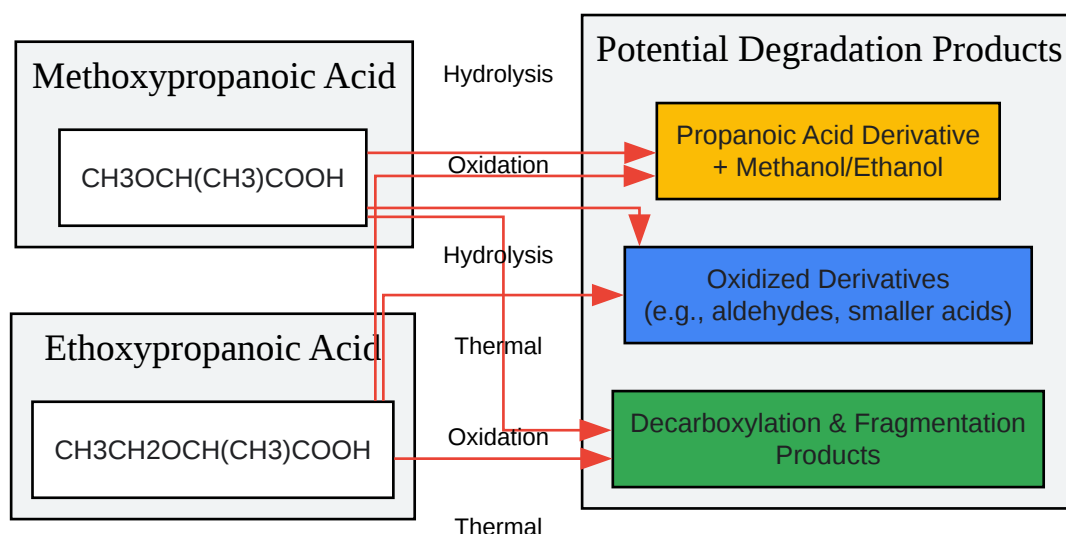 Methoxypropanoic Acid
CH3OCH(CH3)COOH
Ethoxypropanoic Acid
CH3CH2OCH(CH3)COOH
Hydrolysis
Oxidation
Hydrolysis
Thermal
Oxidation
Thermal
Potential Degradation Products
Propanoic Acid Derivative
+ Methanol/Ethanol
Oxidized Derivatives
(e.g., aldehydes, smaller acids)
Decarboxylation & Fragmentation
Products